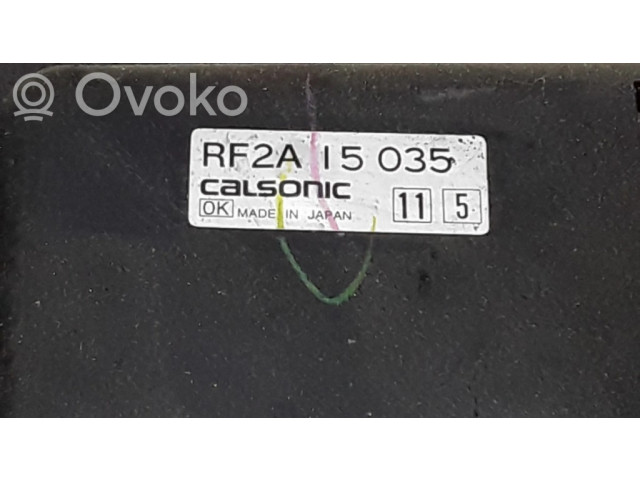 Ovoko
RF2A 15 035
calsonic
OK MADE IN JAPAN 11 5